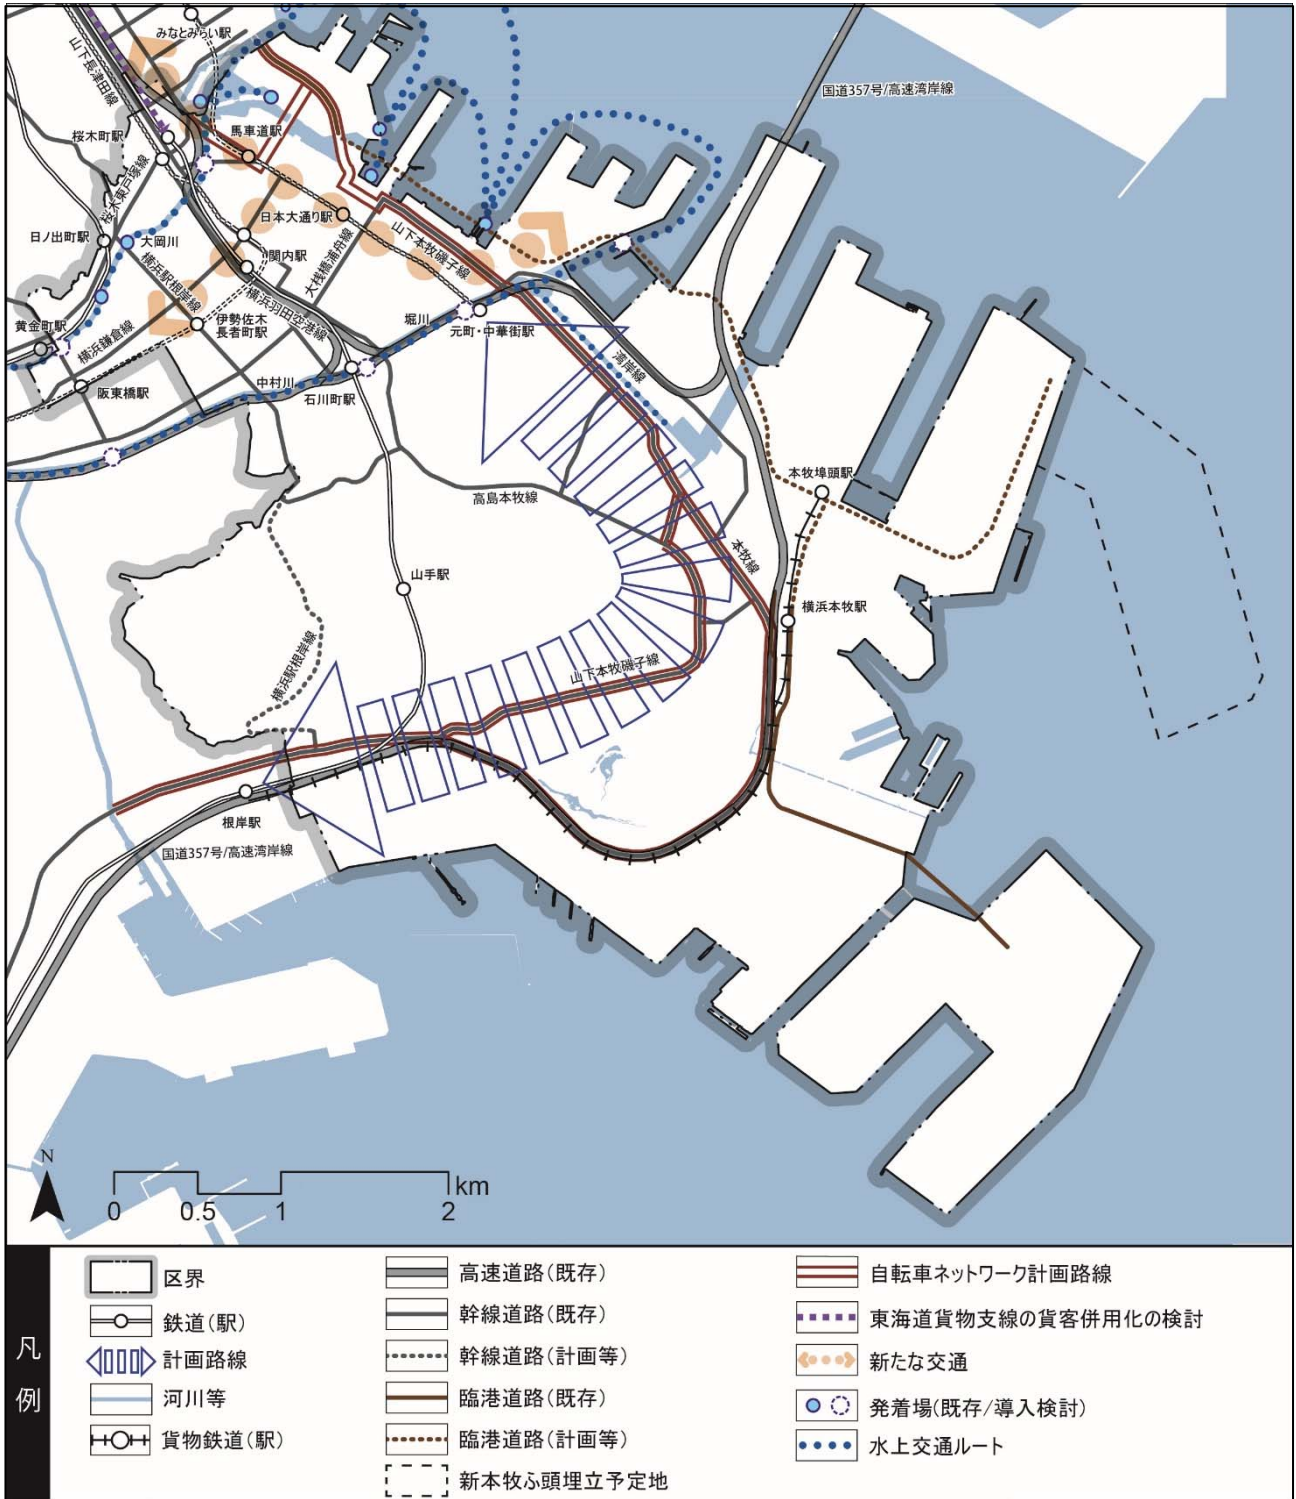 みなとみらい駅
山下長津田線
国道357号/高速湾岸線
桜木町駅
馬車道駅
桜木東戸塚線
日本大通り駅
日ノ出町駅
大岡川
関内駅
大桟橋浦舟線
山下本牧磯子線
横浜駅根岸線
横浜羽田空港線
伊勢佐木
長者町駅
堀川
元町・中華街駅
黄金町駅
横浜鎌倉線
湾岸線
阪東橋駅
中村川
石川町駅
本牧埠頭駅
高島本牧線
本牧線
山手駅
横浜本牧駅
横浜駅根岸線
山下本牧磯子線
根岸駅
国道357号/高速湾岸線
N
km
0 0.5 1 2
凡例
区界
鉄道(駅)
計画路線
河川等
貨物鉄道(駅)
高速道路(既存)
幹線道路(既存)
幹線道路(計画等)
臨港道路(既存)
臨港道路(計画等)
新本牧ふ頭埋立予定地
自転車ネットワーク計画路線
東海道貨物支線の貨客併用化の検討
新たな交通
発着場(既存/導入検討)
水上交通ルート